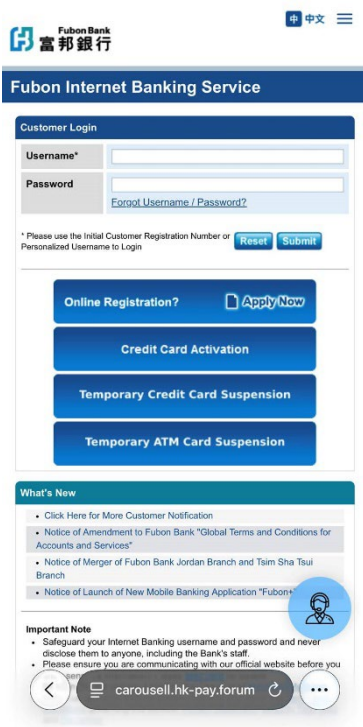 Fubon Bank
富邦銀行
中 中文
Fubon Internet Banking Service
Customer Login
Username*
Password
Forgot Username / Password?
* Please use the Initial Customer Registration Number or
Personalized Username to Login
Reset Submit
Online Registration? Apply Now
Credit Card Activation
Temporary Credit Card Suspension
Temporary ATM Card Suspension
What's New
• Click Here for More Customer Notification
• Notice of Amendment to Fubon Bank "Global Terms and Conditions for
Accounts and Services"
• Notice of Merger of Fubon Bank Jordan Branch and Tsim Sha Tsui
Branch
• Notice of Launch of New Mobile Banking Application "Fubon+
Important Note
• Safeguard your Internet Banking username and password and never
disclose them to anyone, including the Bank's staff.
• Please ensure you are communicating with our official website before you
carousell.hk-pay.forum